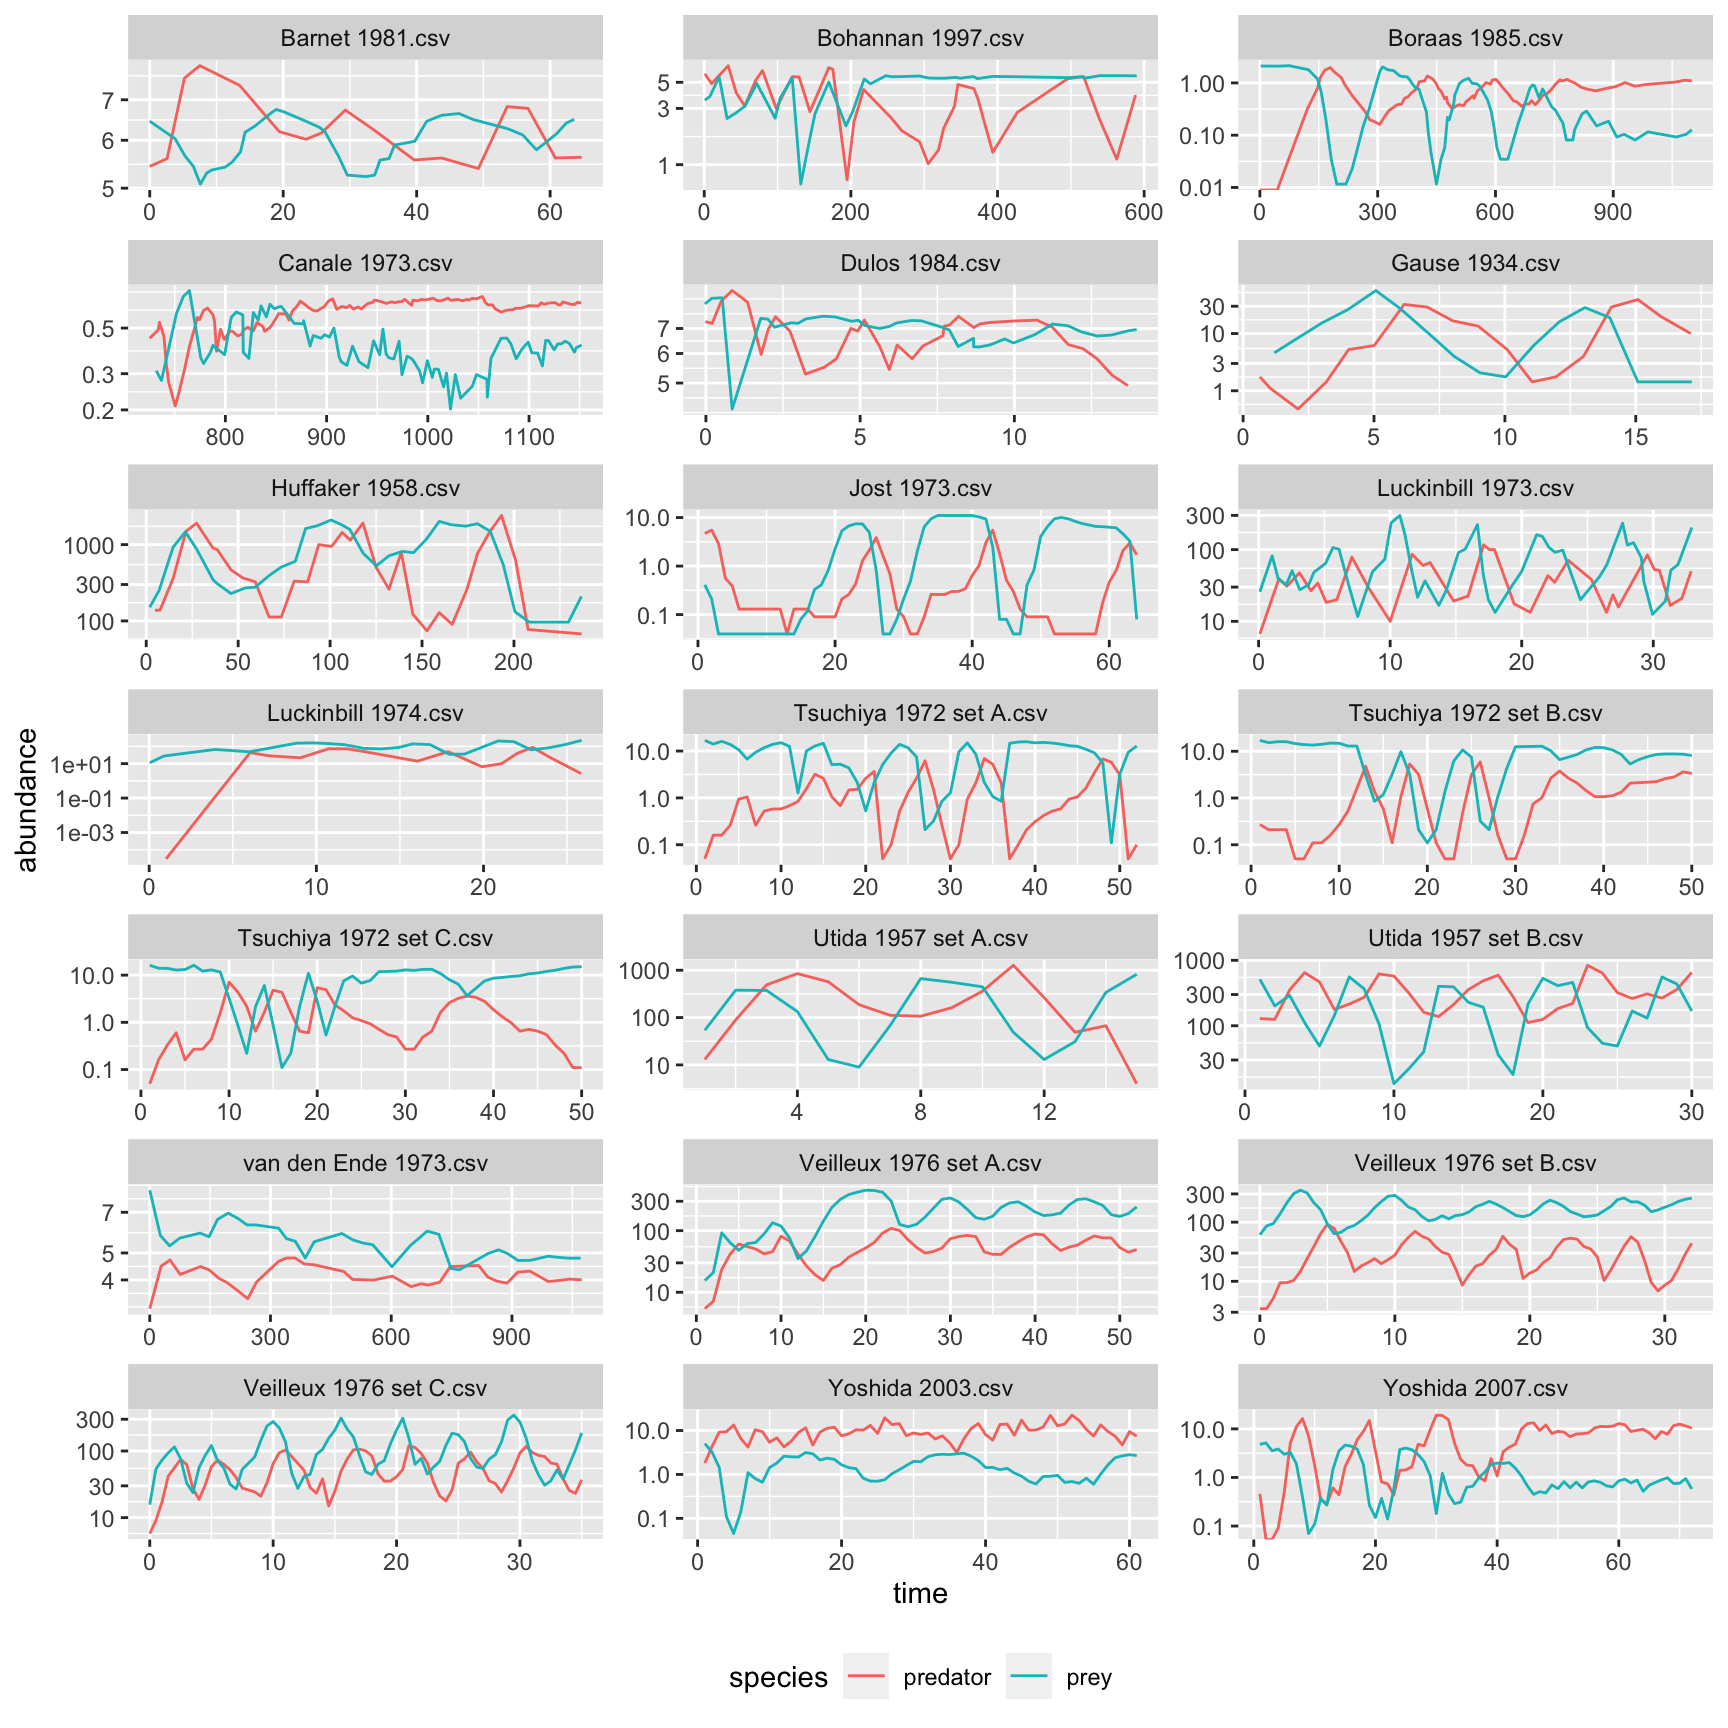 Barnet 1981.csv
Bohannan 1997.csv
Boraas 1985.csv
7
6
5
0 20 40 60
5
3
1
0 200 400 600
1.00
0.10
0.01
0 300 600 900
Canale 1973.csv
Dulos 1984.csv
Gause 1934.csv
0.5
0.3
0.2
800 900 1000 1100
7
6
5
0 5 10
30
10
3
1
0 5 10 15
Huffaker 1958.csv
Jost 1973.csv
Luckinbill 1973.csv
1000
300
100
0 50 100 150 200
10.0
1.0
0.1
0 20 40 60
300
100
30
10
0 10 20 30
Luckinbill 1974.csv
Tsuchiya 1972 set A.csv
Tsuchiya 1972 set B.csv
abundance
1e+01
1e-01
1e-03
0 10 20
10.0
1.0
0.1
0 10 20 30 40 50
10.0
1.0
0.1
0 10 20 30 40 50
Tsuchiya 1972 set C.csv
Utida 1957 set A.csv
Utida 1957 set B.csv
10.0
1.0
0.1
0 10 20 30 40 50
1000
100
10
4 8 12
1000
300
100
30
0 10 20 30
van den Ende 1973.csv
Veilleux 1976 set A.csv
Veilleux 1976 set B.csv
7
5
4
0 300 600 900
300
100
30
10
0 10 20 30 40 50
300
100
30
10
3
0 10 20 30
Veilleux 1976 set C.csv
Yoshida 2003.csv
Yoshida 2007.csv
300
100
30
10
0 10 20 30
10.0
1.0
0.1
0 20 40 60
10.0
1.0
0.1
0 20 40 60
time
species predator prey